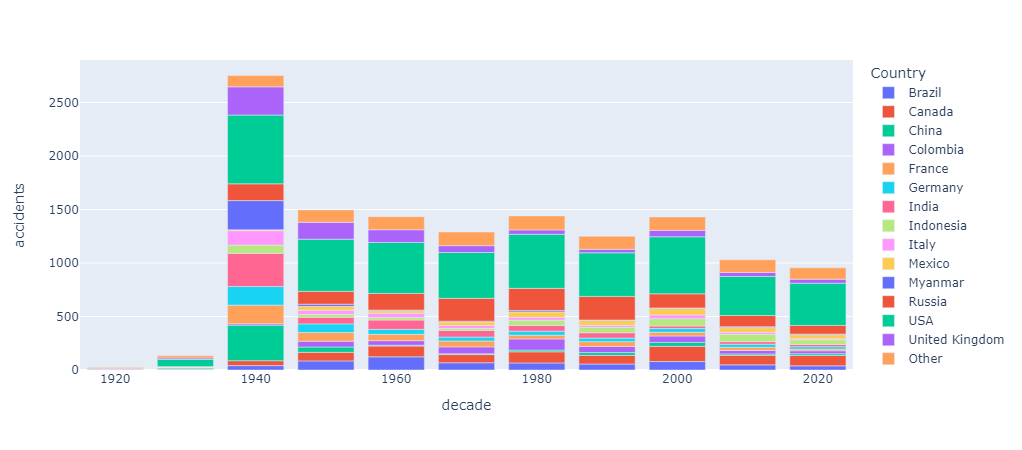 2500
2000
1500
1000
500
0
accidents
1920
1940
1960
1980
2000
2020
decade
Country
Brazil
Canada
China
Colombia
France
Germany
India
Indonesia
Italy
Mexico
Myanmar
Russia
USA
United Kingdom
Other